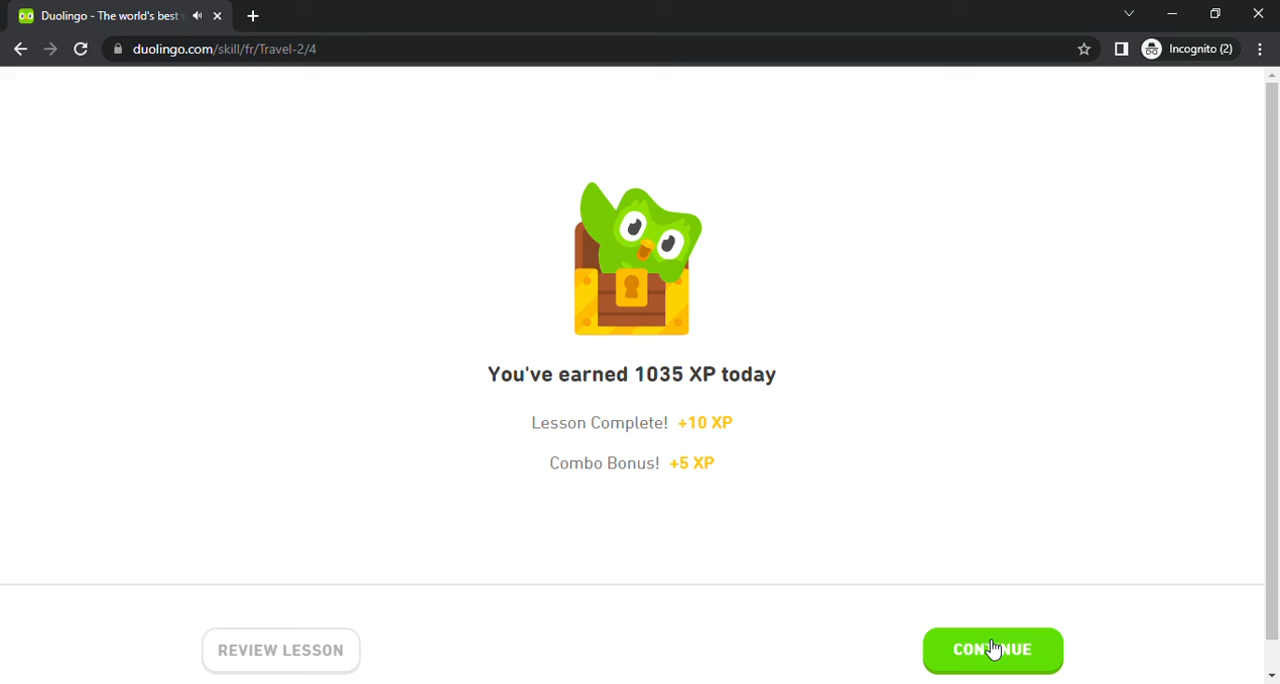 Duolingo - The world's best
duolingo.com/skill/fr/Travel-2/4
Incognito (2)
You've earned 1035 XP today
Lesson Complete! +10 XP
Combo Bonus! +5 XP
REVIEW LESSON
CONTINUE